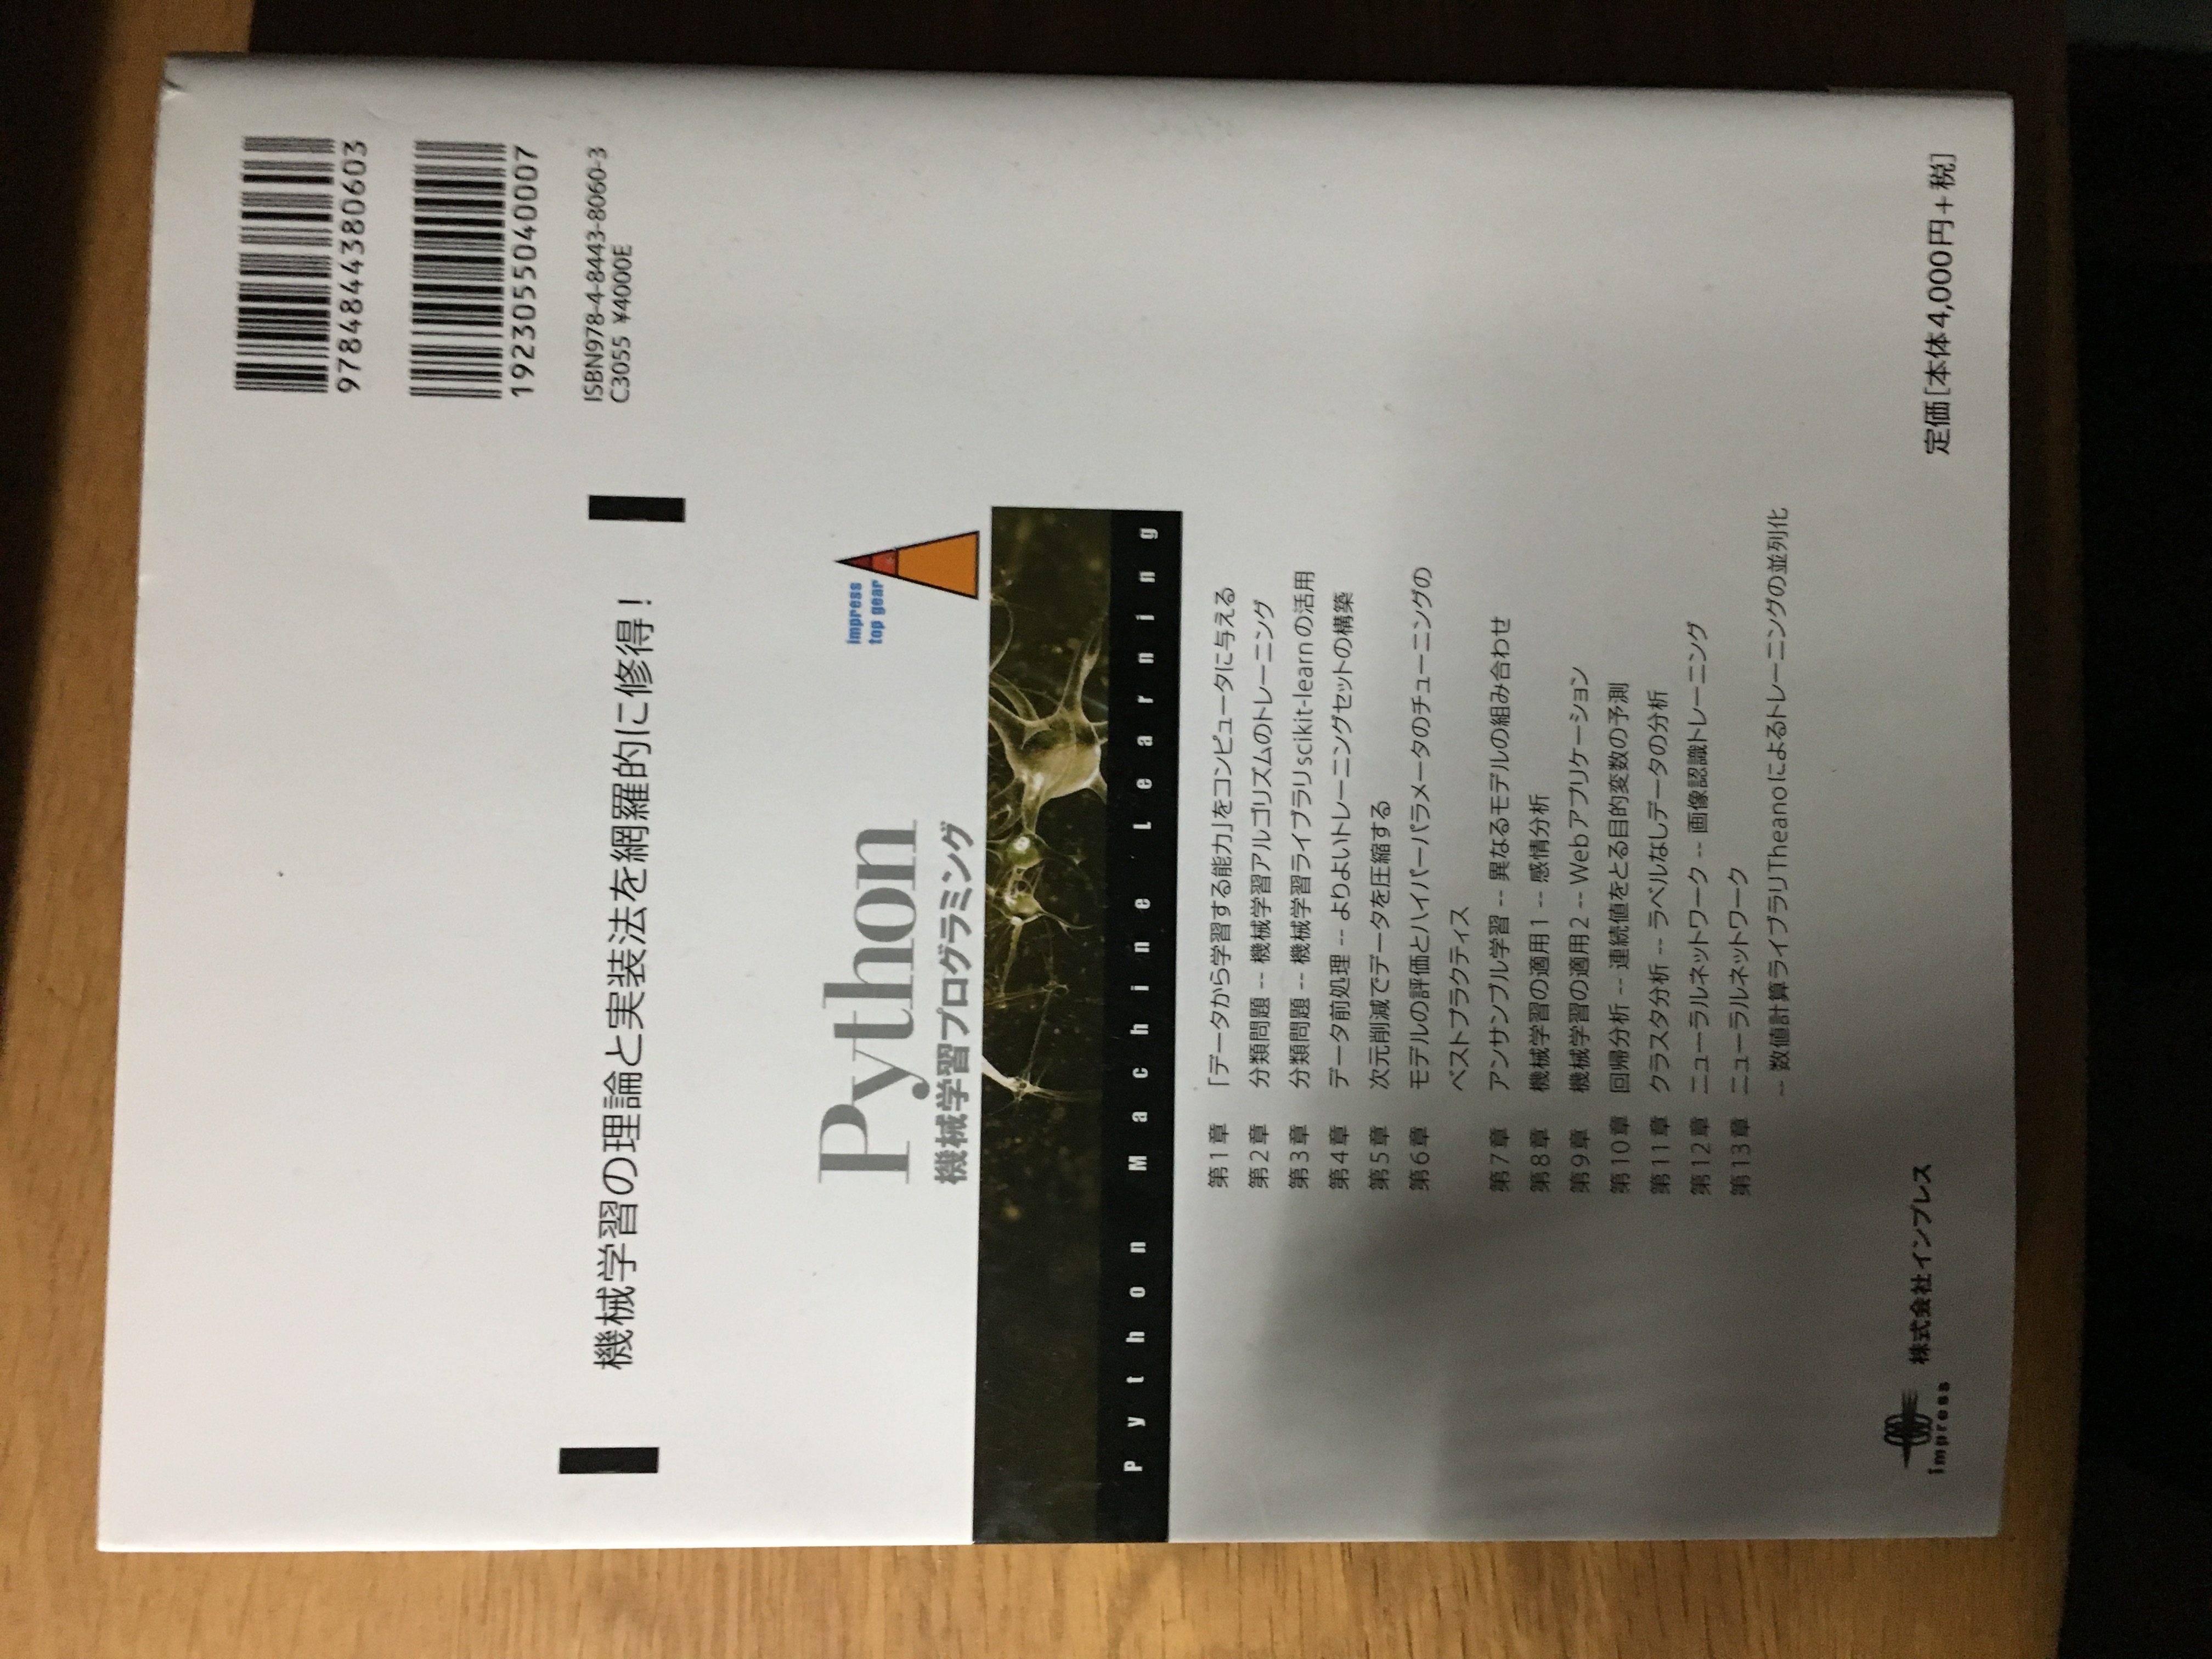 9784844380603
1923055040007
ISBN978-4-8443-8060-3
C3055 ¥4000E
機械学習の理論と実装法を網羅的に修得!
Python
機械学習プログラミング
impress
top gear
Python Machine Learning
第1章 「データから学習する能力」をコンピュータに与える
第2章 分類問題 -- 機械学習アルゴリズムのトレーニング
第3章 分類問題 -- 機械学習ライブラリscikit-learnの活用
第4章 データ前処理 -- よりよいトレーニングセットの構築
第5章 次元削減でデータを圧縮する
第6章 モデルの評価とハイパーパラメータのチューニングの
ベストプラクティス
第7章 アンサンブル学習 -- 異なるモデルの組み合わせ
第8章 機械学習の適用1 -- 感情分析
第9章 機械学習の適用2 -- Webアプリケーション
第10章 回帰分析 -- 連続値をとる目的変数の予測
第11章 クラスタ分析 -- ラベルなしデータの分析
第12章 ニューラルネットワーク -- 画像認識トレーニング
第13章 ニューラルネットワーク
-- 数値計算ライブラリTheanoによるトレーニングの並列化
impress
株式会社インプレス
定価[本体4,000円+税]